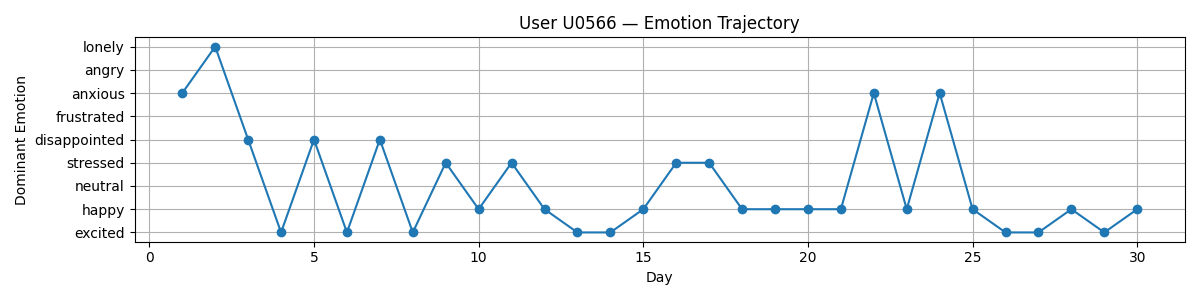 User U0566 — Emotion Trajectory
Dominant Emotion
lonely
angry
anxious
frustrated
disappointed
stressed
neutral
happy
excited
0 5 10 15 20 25 30
Day